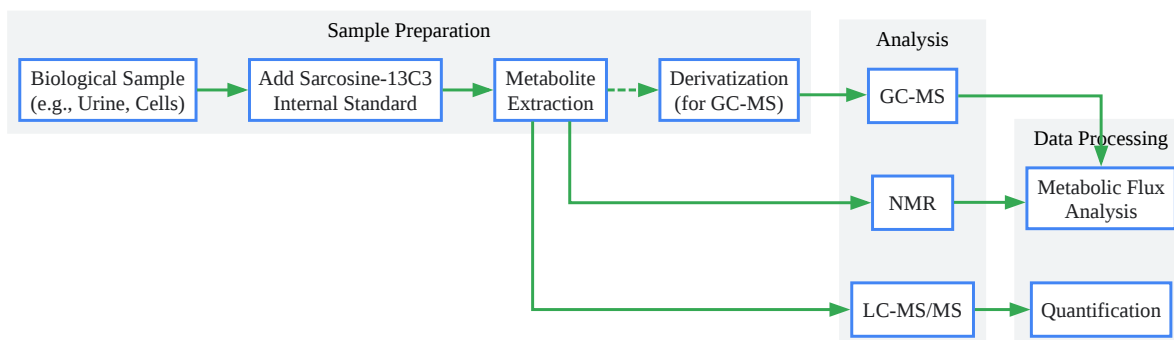 Sample Preparation
Biological Sample
(e.g., Urine, Cells)
Add Sarcosine-13C3
Internal Standard
Metabolite
Extraction
Derivatization
(for GC-MS)
Analysis
GC-MS
NMR
LC-MS/MS
Data Processing
Metabolic Flux
Analysis
Quantification